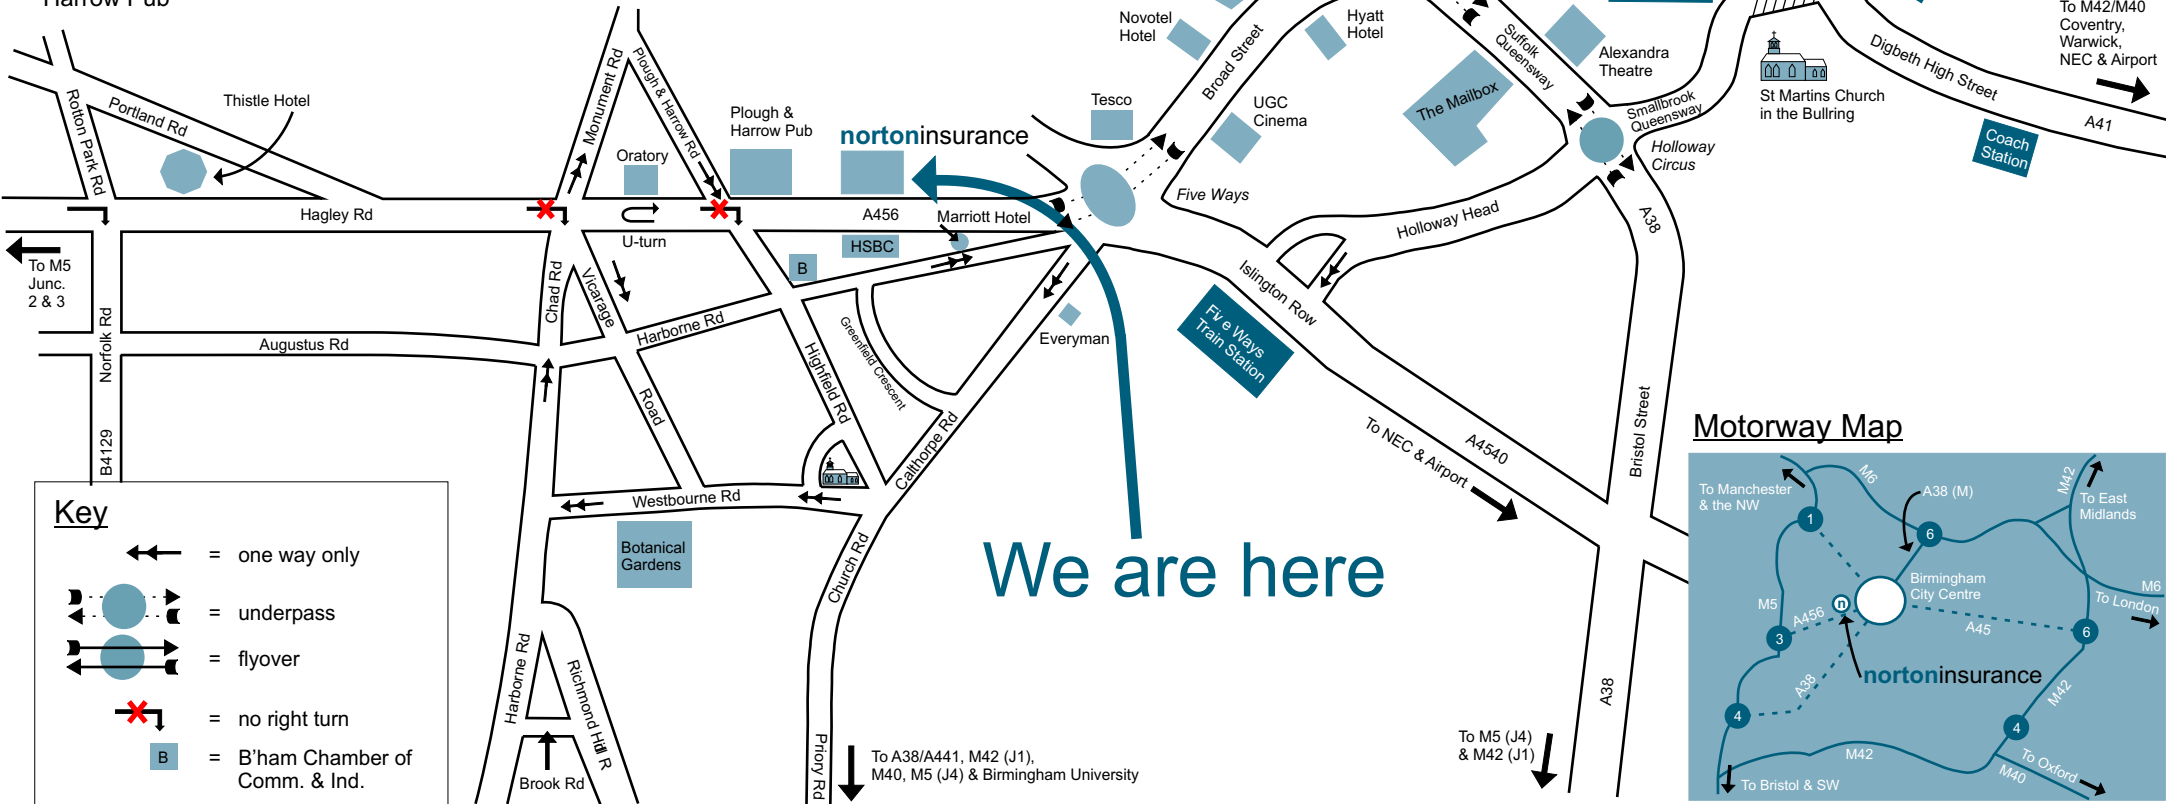 Harrow Pub
Rotton Park Rd
Portland Rd
Thistle Hotel
Monument Rd
Plough & Harrow Rd
Oratory
Plough &
Harrow Pub
nortoninsurance
Novotel
Hotel
Tesco
Broad Street
Hyatt
Hotel
UGC
Cinema
Five Ways
Suffolk
Queensway
The Mailbox
Alexandra
Theatre
Smallbrook
Queensway
Holloway
Circus
St Martins Church
in the Bullring
Digbeth High Street
To M42/M40
Coventry,
Warwick,
NEC & Airport
A41
Coach
Station
Hagley Rd
U-turn
A456
Marriott Hotel
HSBC
B
To M5
Junc.
2 & 3
Norfolk Rd
B4129
Augustus Rd
Chad Rd
Vicarage
Road
Harborne Rd
Highfield Rd
Greenfield Crescent
Everyman
Calthorpe Rd
Westbourne Rd
Botanical
Gardens
Church Rd
Priory Rd
Harborne Rd
Richmond Hill R
Brook Rd
To A38/A441, M42 (J1),
M40, M5 (J4) & Birmingham University
We are here
Holloway Head
Islington Row
Five Ways
Train Station
To NEC & Airport
A4540
Bristol Street
A38
A38
To M5 (J4)
& M42 (J1)
Key
= one way only
= underpass
= flyover
= no right turn
B = B'ham Chamber of
Comm. & Ind.
Motorway Map
To Manchester
& the NW
M6
A38 (M)
M42
To East
Midlands
1
6
Birmingham
City Centre
M6
To London
M5
n
A456
A45
3
6
nortoninsurance
A38
M42
4
4
M42
To Oxford
M40
To Bristol & SW